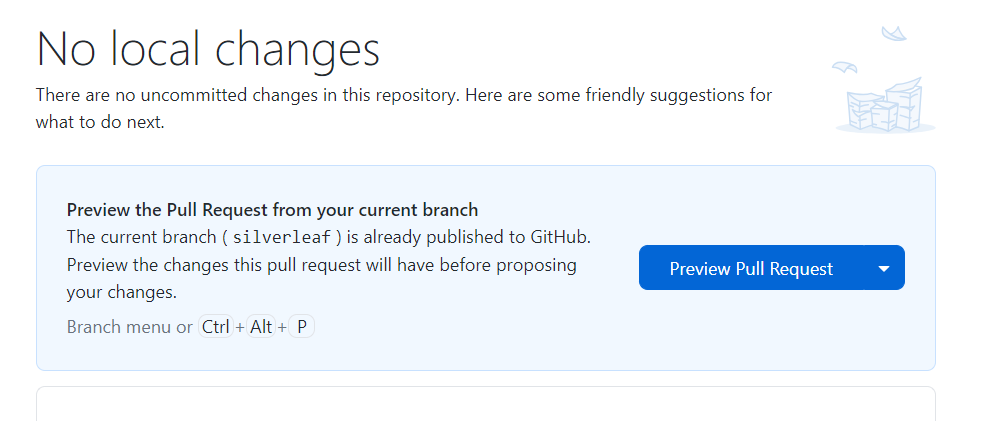 No local changes
There are no uncommitted changes in this repository. Here are some friendly suggestions for
what to do next.
Preview the Pull Request from your current branch
The current branch ( silverleaf ) is already published to GitHub.
Preview the changes this pull request will have before proposing
your changes.
Preview Pull Request
Branch menu or Ctrl + Alt + P